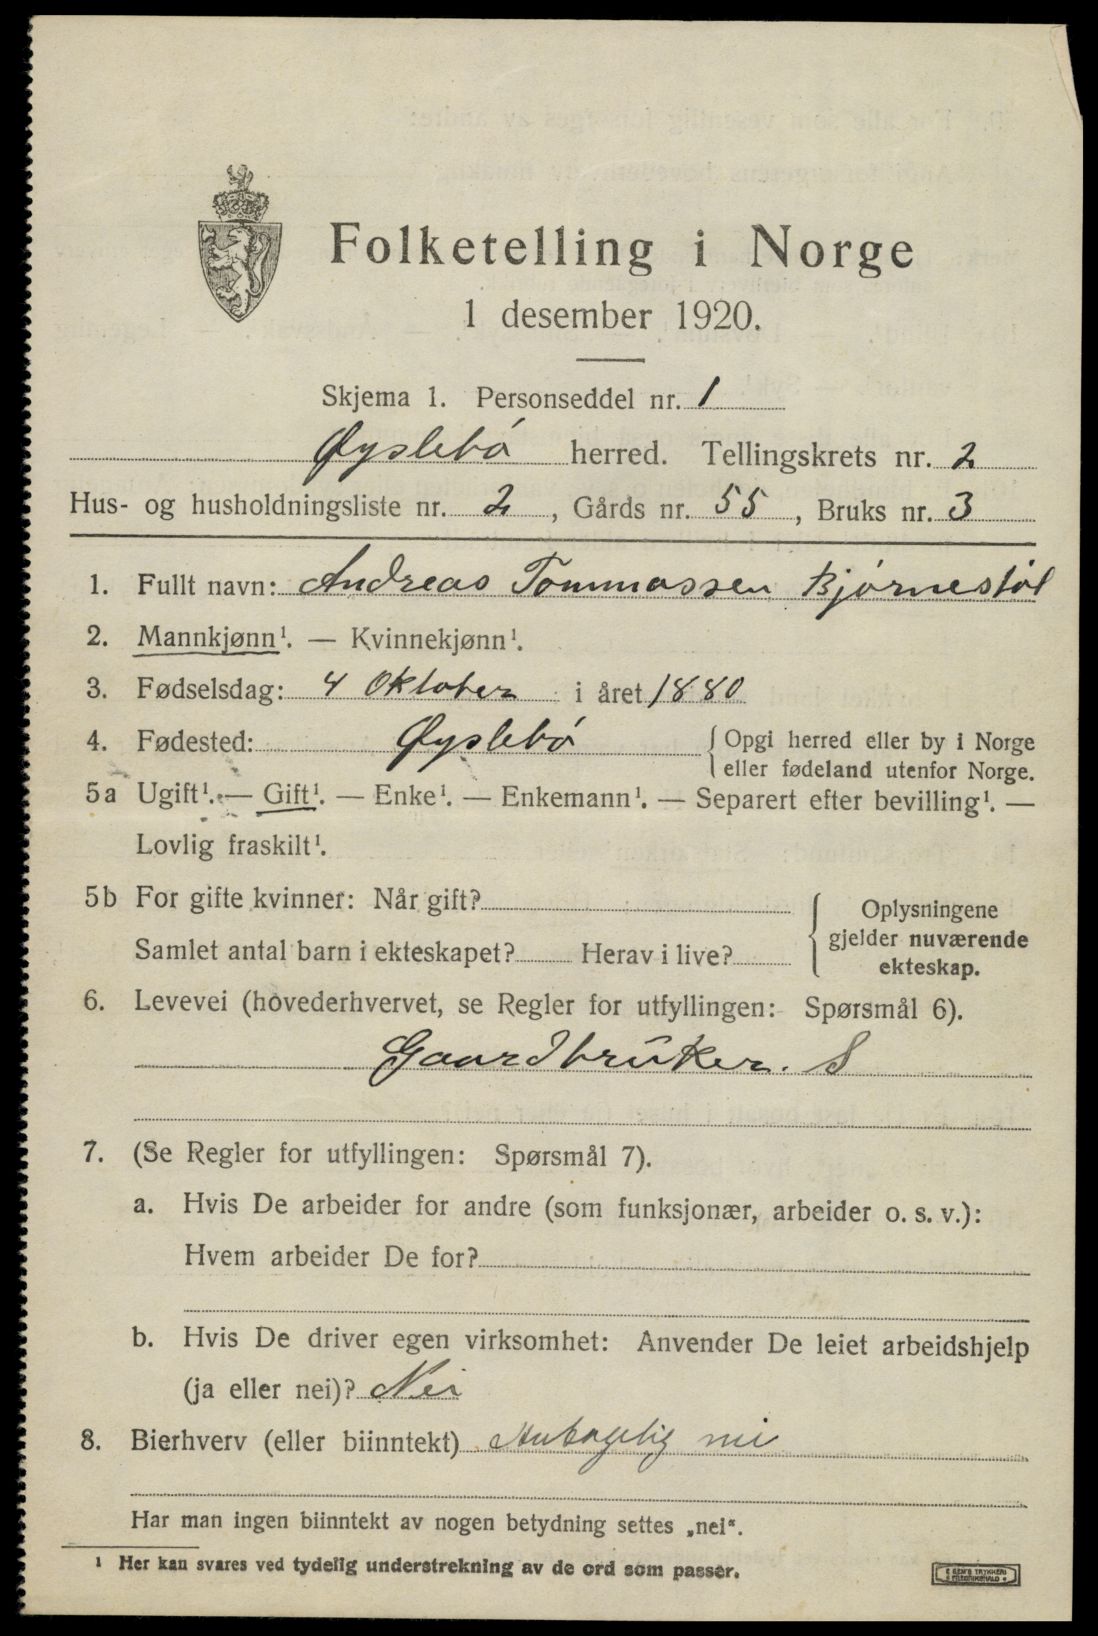 Folketelling i Norge
1 desember 1920.
Skjema 1. Personseddel nr. 1
Øyslebö herred. Tellingskrets nr. 2
Hus- og husholdningsliste nr. 2, Gårds nr. 55, Bruks nr. 3
1. Fullt navn: Andreas Tommassen Bjørnestøl
2. Mannkjønn¹. — Kvinnekjønn¹.
3. Fødselsdag: 4 Oktober i året 1880
4. Fødested: Øyslebö { Opgi herred eller by i Norge
eller fødeland utenfor Norge.
5a Ugift¹. — Gift¹. — Enke¹. — Enkemann¹. — Separert efter bevilling¹. —
Lovlig fraskilt¹.
5b For gifte kvinner: Når gift?
Samlet antal barn i ekteskapet? Herav i live?
{ Oplysningene
gjelder nuværende
ekteskap.
6. Levevei (hovederhvervet, se Regler for utfyllingen: Spørsmål 6).
Gaardbruker. S
7. (Se Regler for utfyllingen: Spørsmål 7).
a. Hvis De arbeider for andre (som funksjonær, arbeider o. s. v.):
Hvem arbeider De for?
b. Hvis De driver egen virksomhet: Anvender De leiet arbeidshjelp
(ja eller nei)? Nei
8. Bierhverv (eller biinntekt) nei
Har man ingen biinntekt av nogen betydning settes „nei“.
¹ Her kan svares ved tydelig understrekning av de ord som passer.